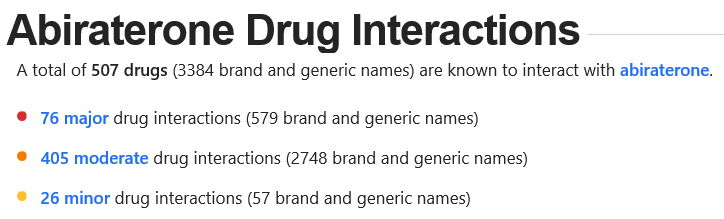 Abiraterone Drug Interactions
A total of 507 drugs (3384 brand and generic names) are known to interact with abiraterone.
76 major drug interactions (579 brand and generic names)
405 moderate drug interactions (2748 brand and generic names)
26 minor drug interactions (57 brand and generic names)